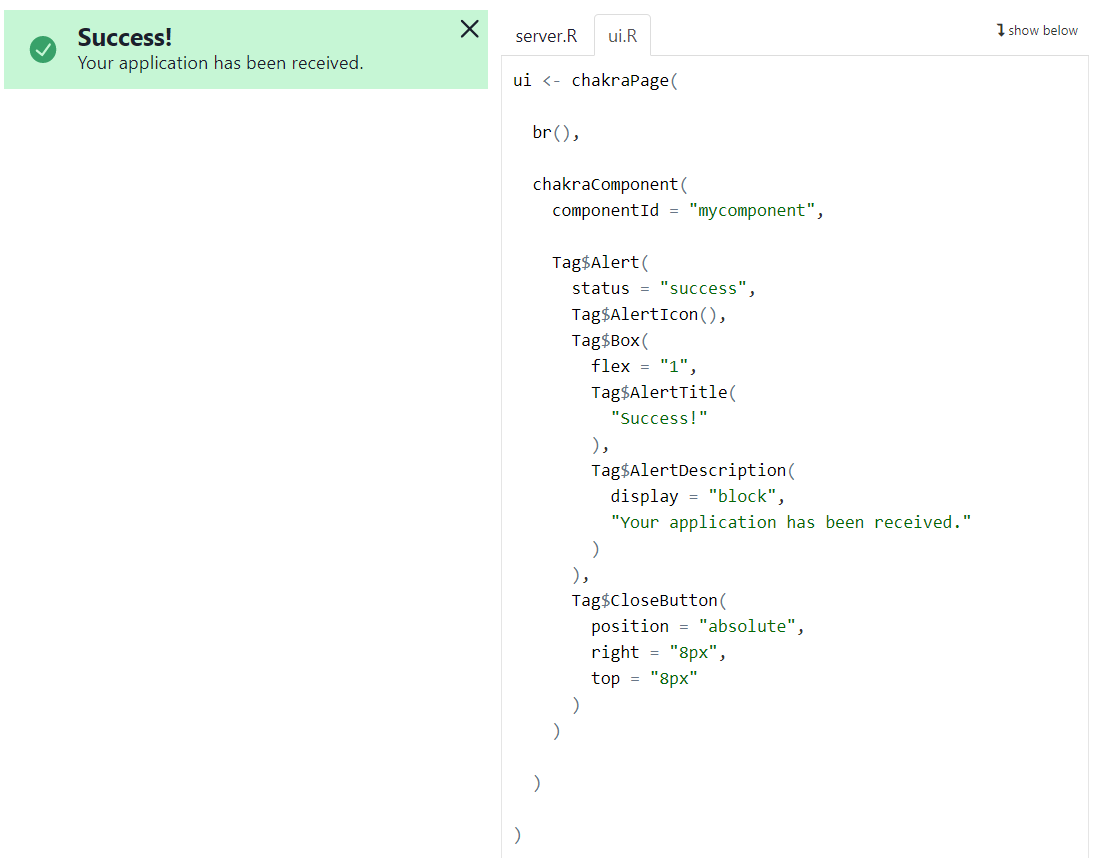 Success!
Your application has been received.
server.R
ui.R
show below
ui <- chakraPage(
  br(),
  chakraComponent(
    componentId = "mycomponent",
    Tag$Alert(
      status = "success",
      Tag$AlertIcon(),
      Tag$Box(
        flex = "1",
        Tag$AlertTitle(
          "Success!"
        ),
        Tag$AlertDescription(
          display = "block",
          "Your application has been received."
        )
      ),
      Tag$CloseButton(
        position = "absolute",
        right = "8px",
        top = "8px"
      )
    )
  )
)